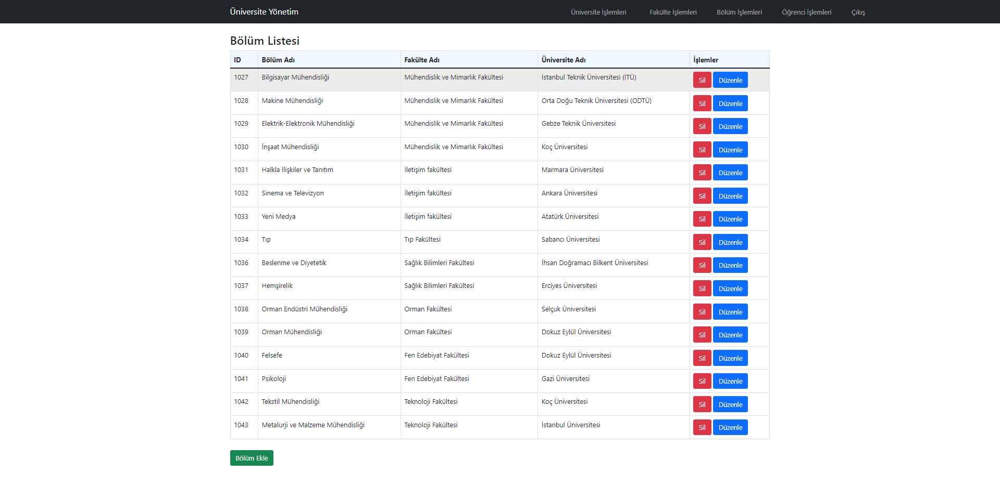 Üniversite Yönetim Üniversite İşlemleri Fakülte İşlemleri Bölüm İşlemleri Öğrenci İşlemleri Çıkış
Bölüm Listesi
ID Bölüm Adı Fakülte Adı Üniversite Adı İşlemler
1027 Bilgisayar Mühendisliği Mühendislik ve Mimarlık Fakültesi İstanbul Teknik Üniversitesi (İTÜ) Sil Düzenle
1028 Makine Mühendisliği Mühendislik ve Mimarlık Fakültesi Orta Doğu Teknik Üniversitesi (ODTÜ) Sil Düzenle
1029 Elektrik-Elektronik Mühendisliği Mühendislik ve Mimarlık Fakültesi Gebze Teknik Üniversitesi Sil Düzenle
1030 İnşaat Mühendisliği Mühendislik ve Mimarlık Fakültesi Koç Üniversitesi Sil Düzenle
1031 Halkla İlişkiler ve Tanıtım İletişim fakültesi Marmara Üniversitesi Sil Düzenle
1032 Sinema ve Televizyon İletişim fakültesi Ankara Üniversitesi Sil Düzenle
1033 Yeni Medya İletişim fakültesi Atatürk Üniversitesi Sil Düzenle
1034 Tıp Tıp Fakültesi Sabancı Üniversitesi Sil Düzenle
1036 Beslenme ve Diyetetik Sağlık Bilimleri Fakültesi İhsan Doğramacı Bilkent Üniversitesi Sil Düzenle
1037 Hemşirelik Sağlık Bilimleri Fakültesi Erciyes Üniversitesi Sil Düzenle
1038 Orman Endüstri Mühendisliği Orman Fakültesi Selçuk Üniversitesi Sil Düzenle
1039 Orman Mühendisliği Orman Fakültesi Dokuz Eylül Üniversitesi Sil Düzenle
1040 Felsefe Fen Edebiyat Fakültesi Dokuz Eylül Üniversitesi Sil Düzenle
1041 Psikoloji Fen Edebiyat Fakültesi Gazi Üniversitesi Sil Düzenle
1042 Tekstil Mühendisliği Teknoloji Fakültesi Koç Üniversitesi Sil Düzenle
1043 Metalurji ve Malzeme Mühendisliği Teknoloji Fakültesi İstanbul Üniversitesi Sil Düzenle
Bölüm Ekle